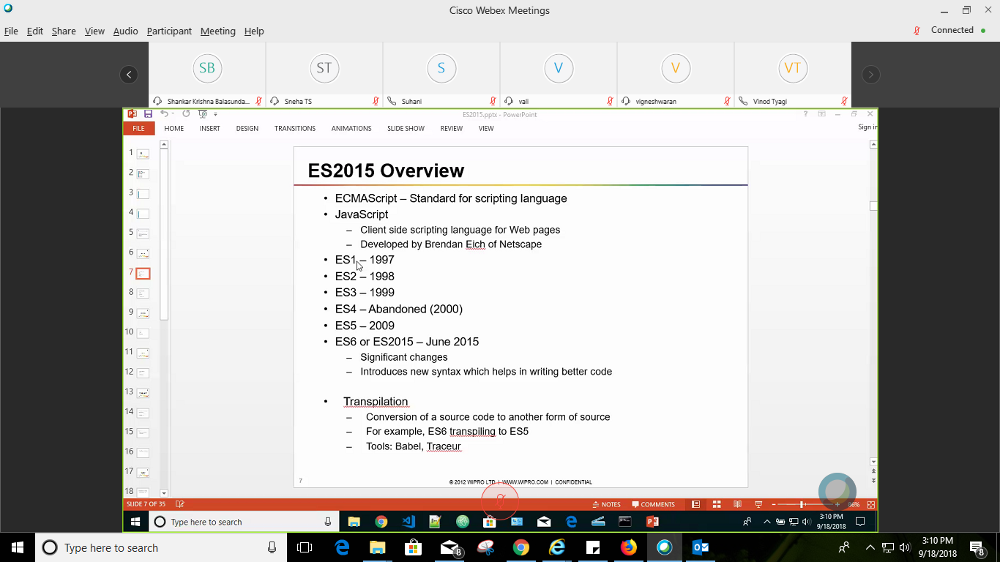 Cisco Webex Meetings
File Edit Share View Audio Participant Meeting Help
Connected
SB
ST
S
V
V
VT
Shankar Krishna Balasunda...
Sneha TS
Suhani
vali
vigneshwaran
Vinod Tyagi
ES2015.pptx - PowerPoint
?
FILE HOME INSERT DESIGN TRANSITIONS ANIMATIONS SLIDE SHOW REVIEW VIEW
Sign in
1
2
3
4
5
6
7
8
9
10
11
12
13
14
15
16
17
18
ES2015 Overview
• ECMAScript – Standard for scripting language
• JavaScript
– Client side scripting language for Web pages
– Developed by Brendan Eich of Netscape
• ES1 – 1997
• ES2 – 1998
• ES3 – 1999
• ES4 – Abandoned (2000)
• ES5 – 2009
• ES6 or ES2015 – June 2015
– Significant changes
– Introduces new syntax which helps in writing better code
• Transpilation
– Conversion of a source code to another form of source
– For example, ES6 transpiling to ES5
– Tools: Babel, Traceur
7
© 2012 WIPRO LTD | WWW.WIPRO.COM | CONFIDENTIAL
SLIDE 7 OF 35
NOTES
COMMENTS
Type here to search
3:10 PM
9/18/2018
Type here to search
8
3:10 PM
9/18/2018
8